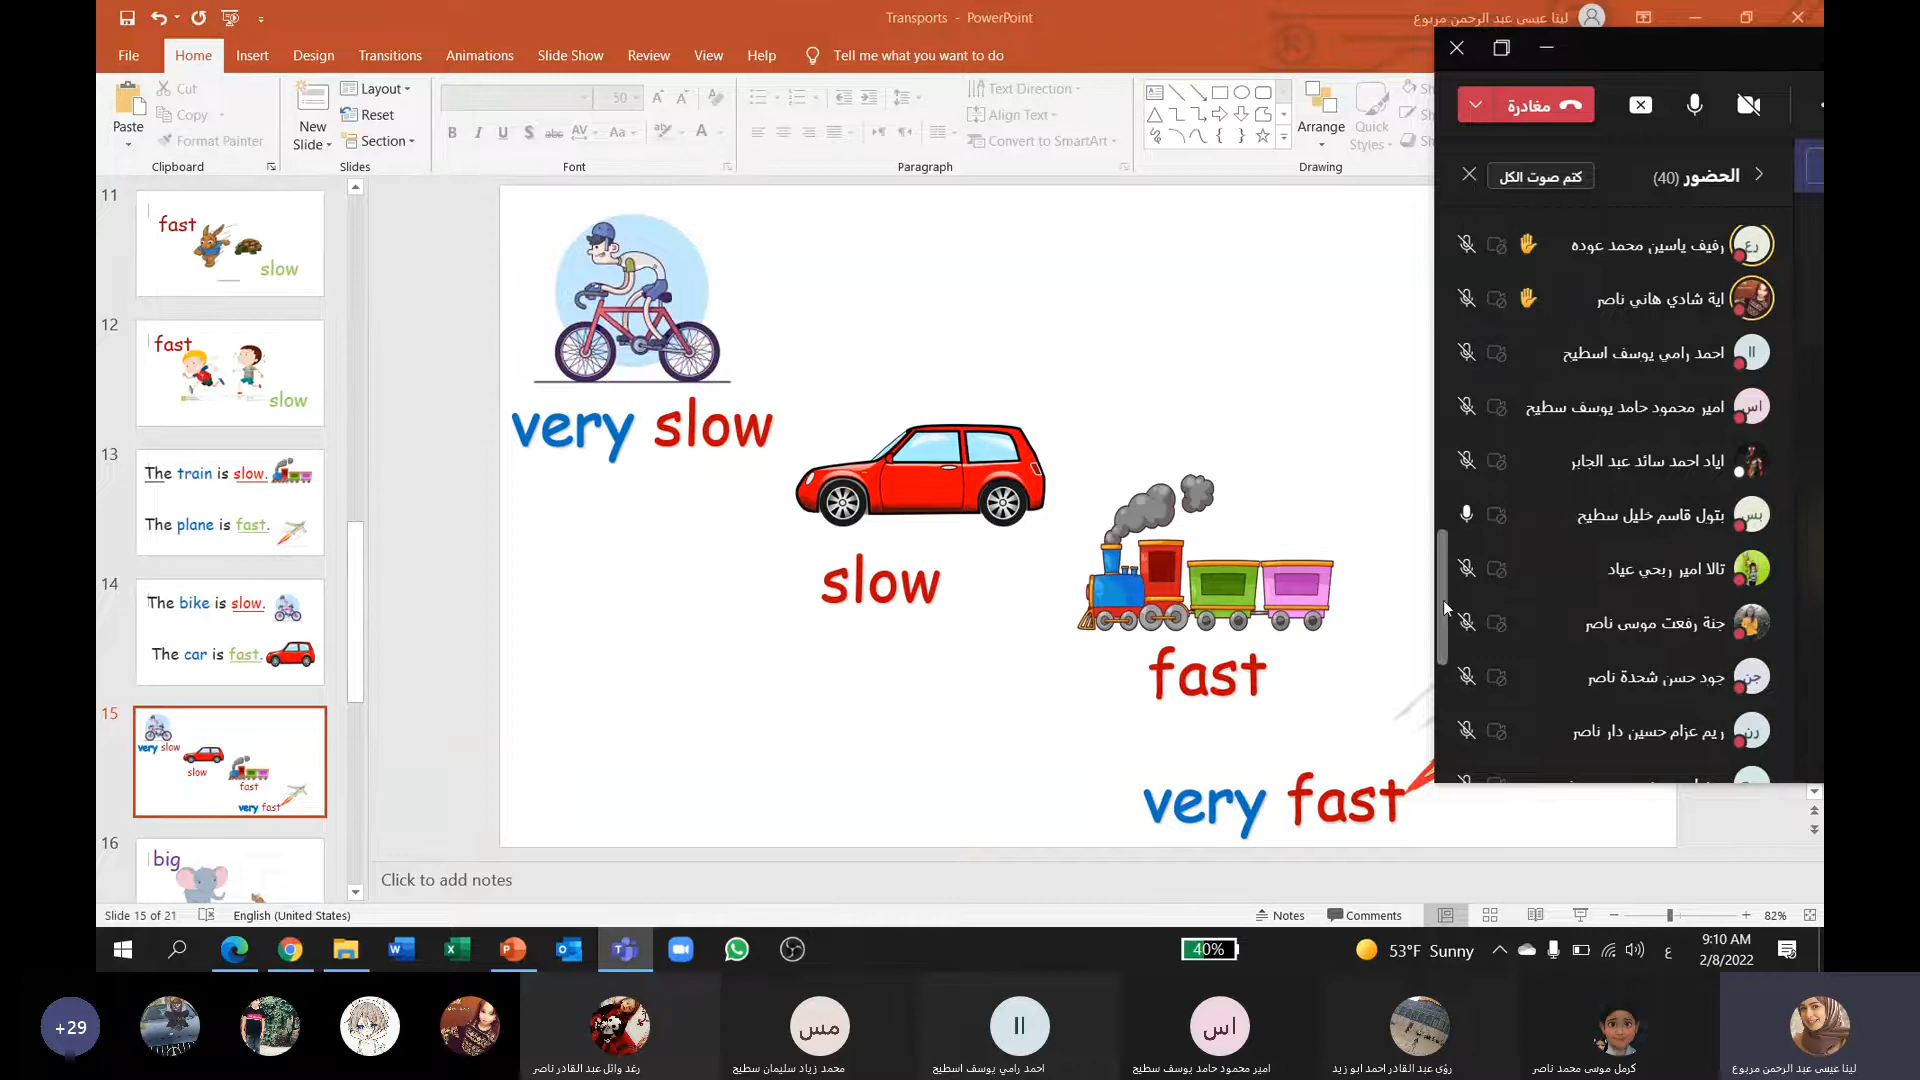 Transports - PowerPoint
لينا عيسى عبد الرحمن مربوع
File Home Insert Design Transitions Animations Slide Show Review View Help Tell me what you want to do
Paste
Cut
Copy
Format Painter
Clipboard
New Slide
Layout
Reset
Section
Slides
50
Font
Text Direction
Align Text
Convert to SmartArt
Paragraph
Arrange
Quick Styles
Drawing
مغادرة
الحضور (40)
كتم صوت الكل
رفيف ياسين محمد عوده
اية شادي هاني ناصر
احمد رامي يوسف اسطيح
امير محمود حامد يوسف سطيح
اياد احمد سائد عبد الجابر
بتول قاسم خليل سطيح
تالا امير ربحي عياد
جنة رفعت موسى ناصر
جود حسن شحدة ناصر
ريم عزام حسين دار ناصر
11
fast
slow
12
fast
slow
13
The train is slow.
The plane is fast.
14
The bike is slow.
The car is fast.
15
very slow
slow
fast
very fast
16
big
very slow
slow
fast
very fast
Click to add notes
Slide 15 of 21
English (United States)
Notes
Comments
82%
40%
53°F Sunny
ع
9:10 AM
2/8/2022
+29
رغد وائل عبد القادر ناصر
مس
محمد زياد سليمان سطيح
اا
احمد رامي يوسف اسطيح
اس
امير محمود حامد يوسف سطيح
رؤى عبد القادر احمد ابو زيد
كرمل موسى محمد ناصر
لينا عيسى عبد الرحمن مربوع